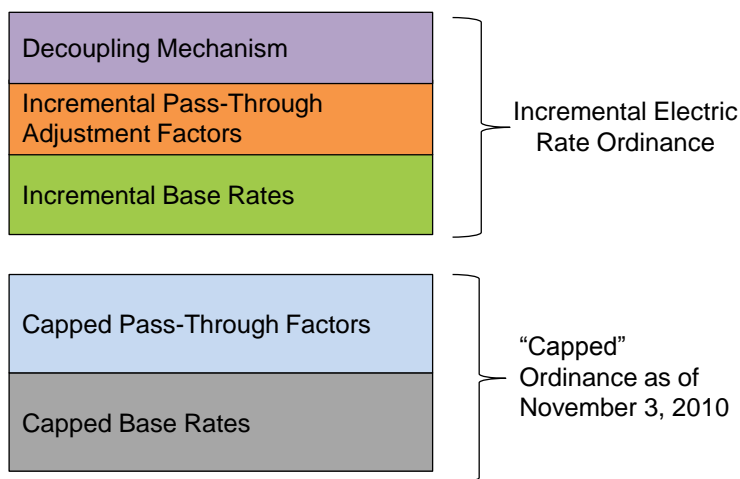 Decoupling Mechanism
Incremental Pass-Through
Adjustment Factors
Incremental Base Rates
Incremental Electric
Rate Ordinance
Capped Pass-Through Factors
Capped Base Rates
“Capped”
Ordinance as of
November 3, 2010